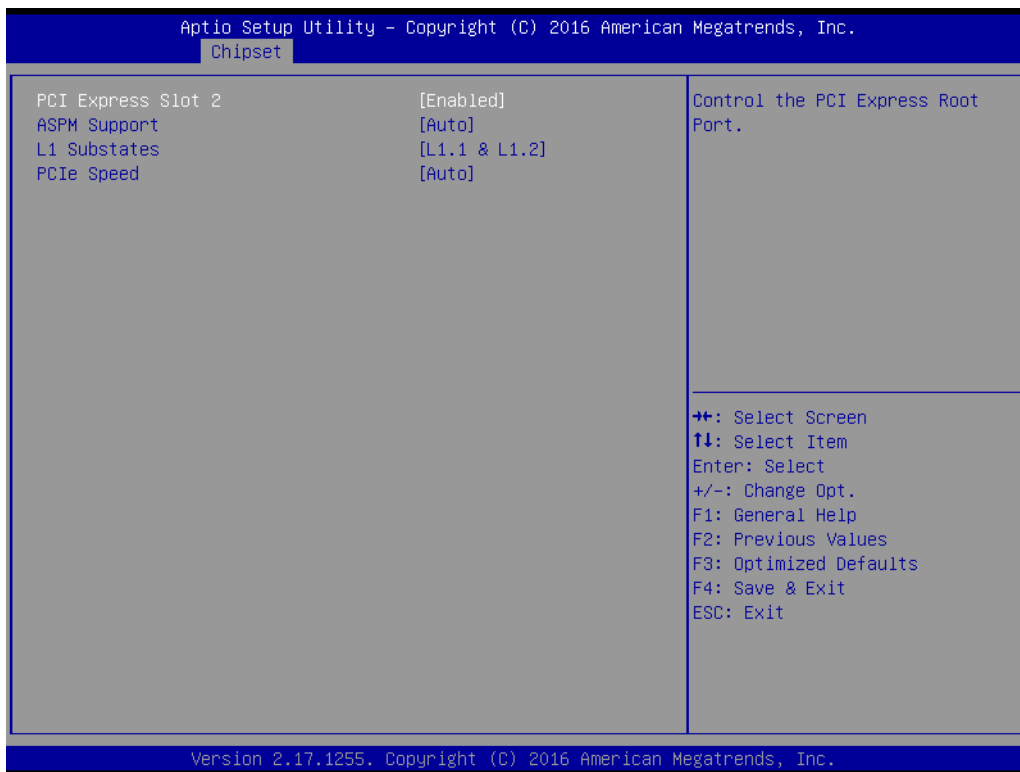 Aptio Setup Utility – Copyright (C) 2016 American Megatrends, Inc.
Chipset
PCI Express Slot 2 [Enabled]
ASPM Support [Auto]
L1 Substates [L1.1 & L1.2]
PCIe Speed [Auto]
Control the PCI Express Root
Port.
→←: Select Screen
↑↓: Select Item
Enter: Select
+/-: Change Opt.
F1: General Help
F2: Previous Values
F3: Optimized Defaults
F4: Save & Exit
ESC: Exit
Version 2.17.1255. Copyright (C) 2016 American Megatrends, Inc.